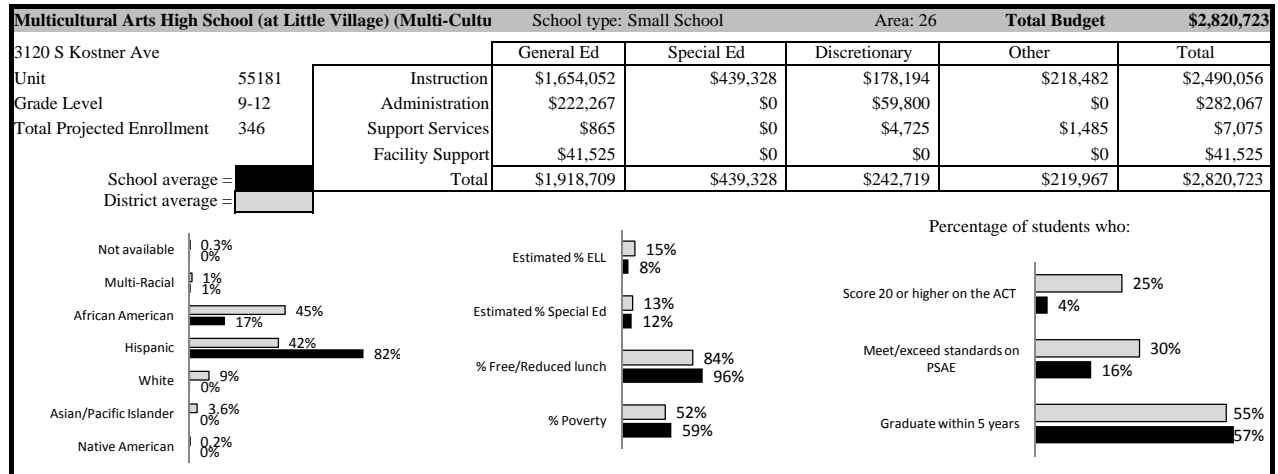 Multicultural Arts High School (at Little Village) (Multi-Cultu School type: Small School Area: 26 Total Budget $2,820,723
3120 S Kostner Ave General Ed Special Ed Discretionary Other Total
Unit 55181 Instruction $1,654,052 $439,328 $178,194 $218,482 $2,490,056
Grade Level 9-12 Administration $222,267 $0 $59,800 $0 $282,067
Total Projected Enrollment 346 Support Services $865 $0 $4,725 $1,485 $7,075
Facility Support $41,525 $0 $0 $0 $41,525
School average = Total $1,918,709 $439,328 $242,719 $219,967 $2,820,723
District average =
Not available 0.3% 0%
Multi-Racial 1% 1%
African American 45% 17%
Hispanic 42% 82%
White 9% 0%
Asian/Pacific Islander 3.6% 0%
Native American 0.2% 0%
Estimated % ELL 15% 8%
Estimated % Special Ed 13% 12%
% Free/Reduced lunch 84% 96%
% Poverty 52% 59%
Percentage of students who:
Score 20 or higher on the ACT 25% 4%
Meet/exceed standards on
PSAE 30% 16%
Graduate within 5 years 55% 57%